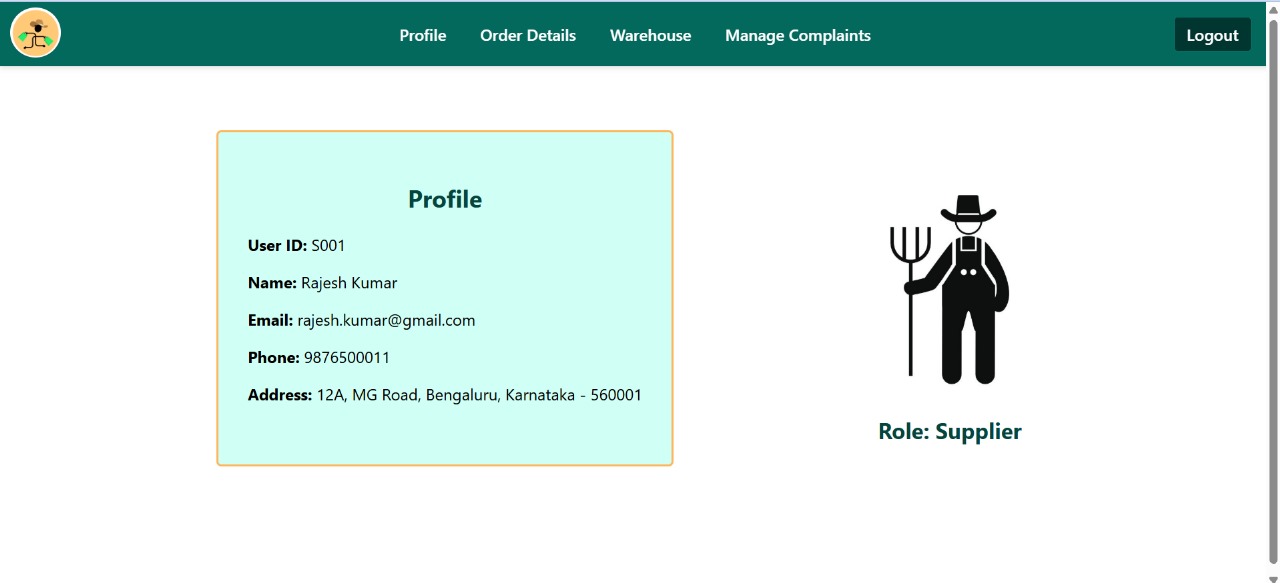 Profile Order Details Warehouse Manage Complaints Logout
Profile
User ID: S001
Name: Rajesh Kumar
Email: rajesh.kumar@gmail.com
Phone: 9876500011
Address: 12A, MG Road, Bengaluru, Karnataka - 560001
Role: Supplier